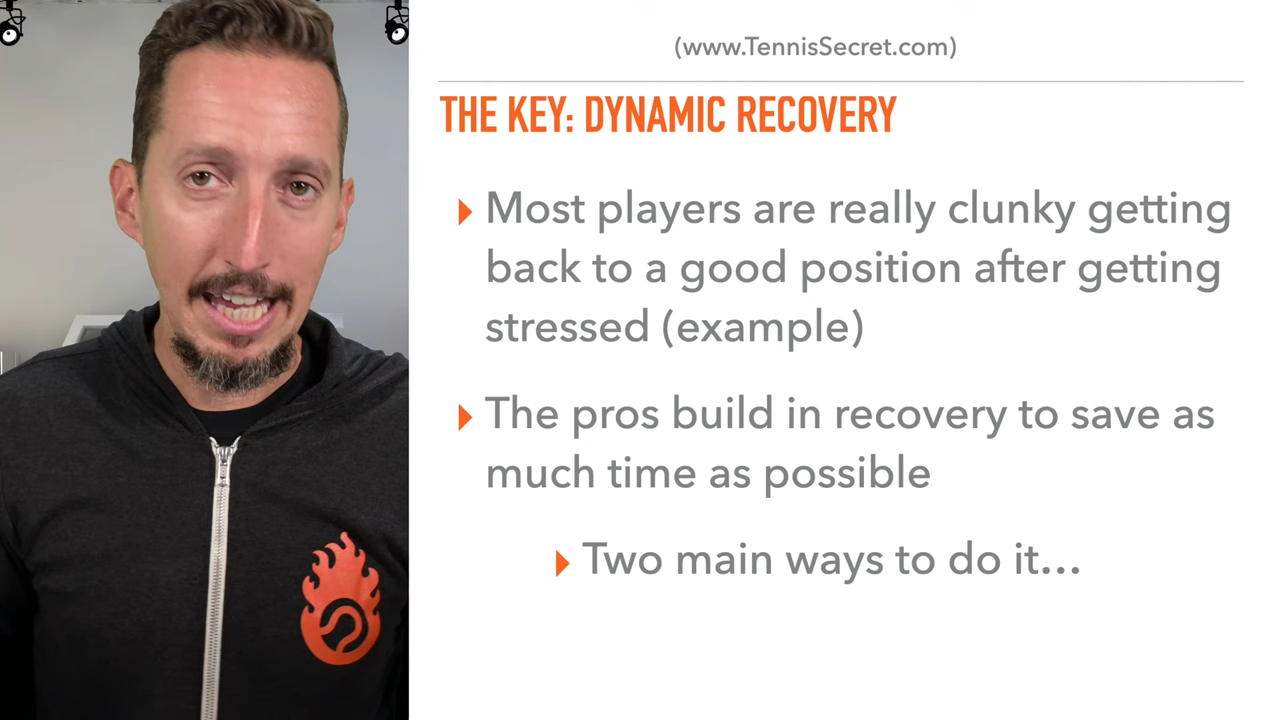 (www.TennisSecret.com)
THE KEY: DYNAMIC RECOVERY
Most players are really clunky getting
back to a good position after getting
stressed (example)
The pros build in recovery to save as
much time as possible
Two main ways to do it…